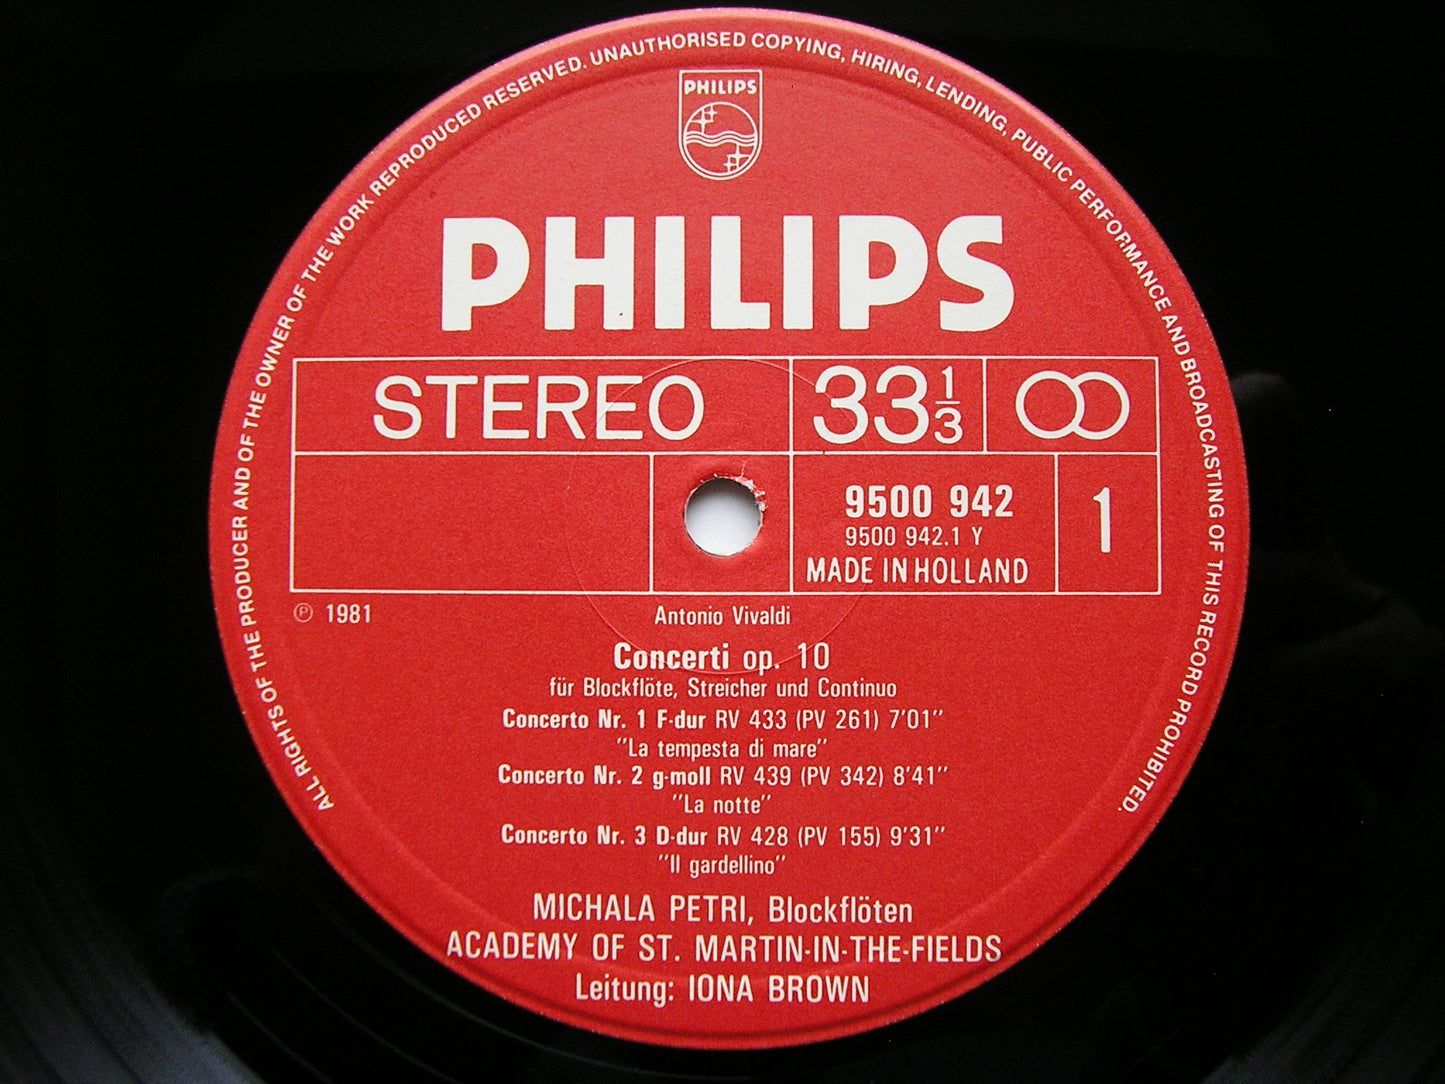 ALL RIGHTS OF THE PRODUCER AND OF THE OWNER OF THE WORK REPRODUCED RESERVED. UNAUTHORISED COPYING, HIRING, LENDING, PUBLIC PERFORMANCE AND BROADCASTING OF THIS RECORD PROHIBITED.
PHILIPS
PHILIPS
STEREO 33 1/3
9500 942 1
9500 942.1 Y
MADE IN HOLLAND
℗ 1981 Antonio Vivaldi
Concerti op. 10
für Blockflöte, Streicher und Continuo
Concerto Nr. 1 F-dur RV 433 (PV 261) 7'01"
"La tempesta di mare"
Concerto Nr. 2 g-moll RV 439 (PV 342) 8'41"
"La notte"
Concerto Nr. 3 D-dur RV 428 (PV 155) 9'31"
"Il gardellino"
MICHALA PETRI, Blockflöten
ACADEMY OF ST. MARTIN-IN-THE-FIELDS
Leitung: IONA BROWN